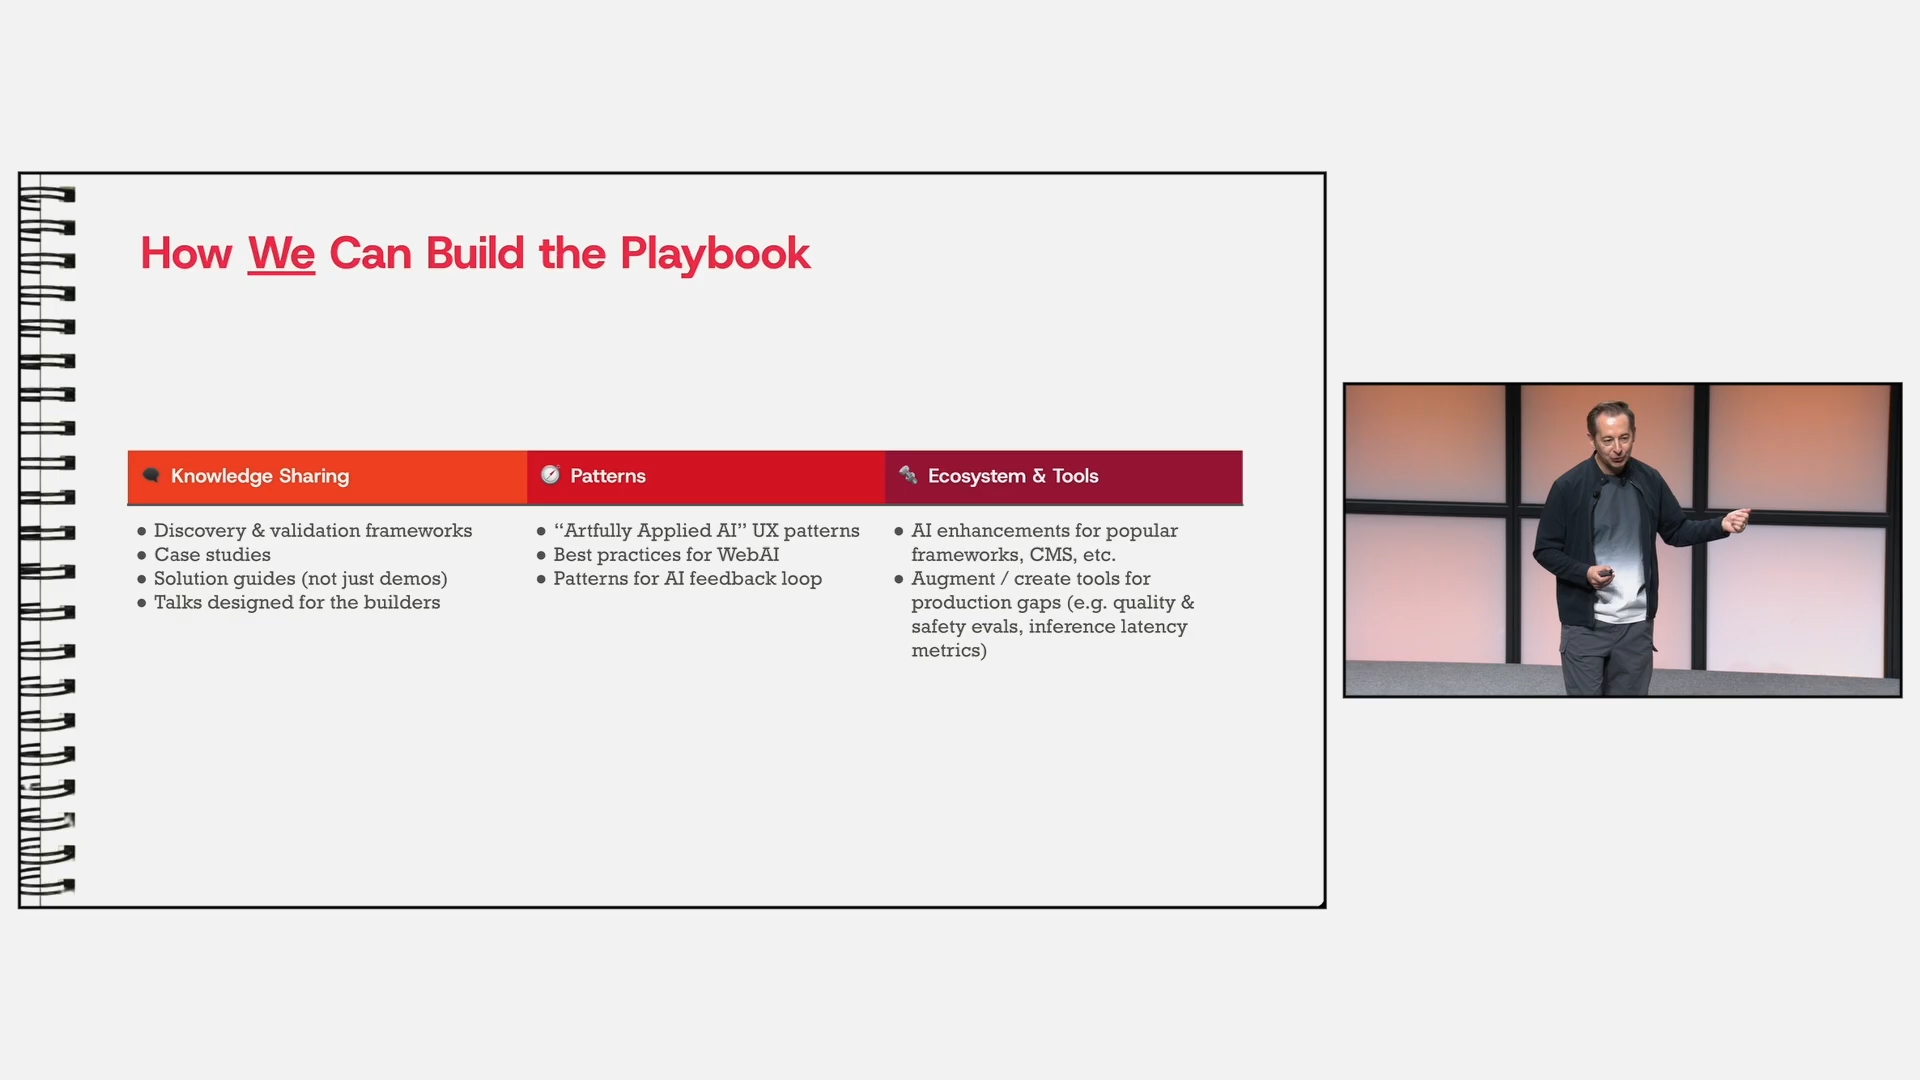 How We Can Build the Playbook
Knowledge Sharing
● Discovery & validation frameworks
● Case studies
● Solution guides (not just demos)
● Talks designed for the builders
Patterns
● “Artfully Applied AI” UX patterns
● Best practices for WebAI
● Patterns for AI feedback loop
Ecosystem & Tools
● AI enhancements for popular
frameworks, CMS, etc.
● Augment / create tools for
production gaps (e.g. quality &
safety evals, inference latency
metrics)